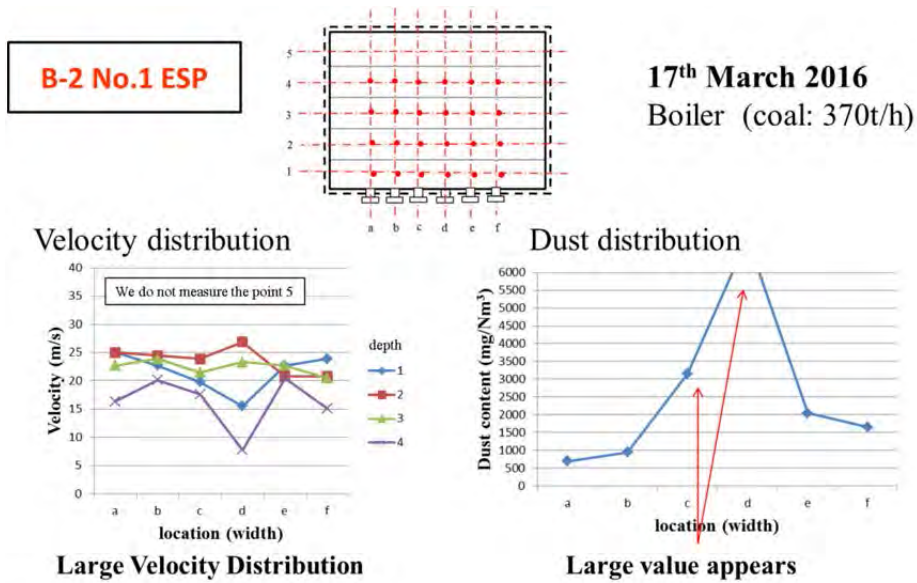 B-2 No.1 ESP
5
4
3
2
1
a b c d e f
17th March 2016
Boiler (coal: 370t/h)
Velocity distribution
We do not measure the point 5
Velocity (m/s)
40
35
30
25
20
15
10
5
0
a b c d e f
location (width)
depth
1
2
3
4
Large Velocity Distribution
Dust distribution
Dust content (mg/Nm³)
6000
5500
5000
4500
4000
3500
3000
2500
2000
1500
1000
500
0
a b c d e f
location (width)
Large value appears